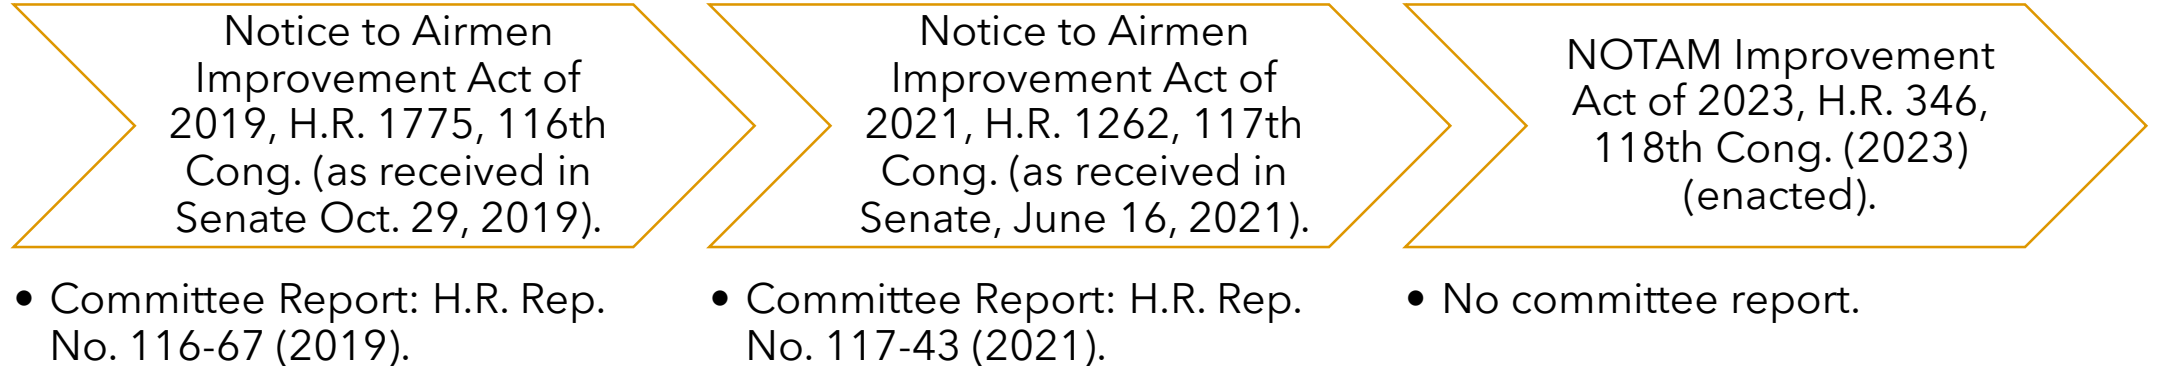 Notice to Airmen
Improvement Act of
2019, H.R. 1775, 116th
Cong. (as received in
Senate Oct. 29, 2019).
• Committee Report: H.R. Rep.
No. 116-67 (2019).
Notice to Airmen
Improvement Act of
2021, H.R. 1262, 117th
Cong. (as received in
Senate, June 16, 2021).
• Committee Report: H.R. Rep.
No. 117-43 (2021).
NOTAM Improvement
Act of 2023, H.R. 346,
118th Cong. (2023)
(enacted).
• No committee report.